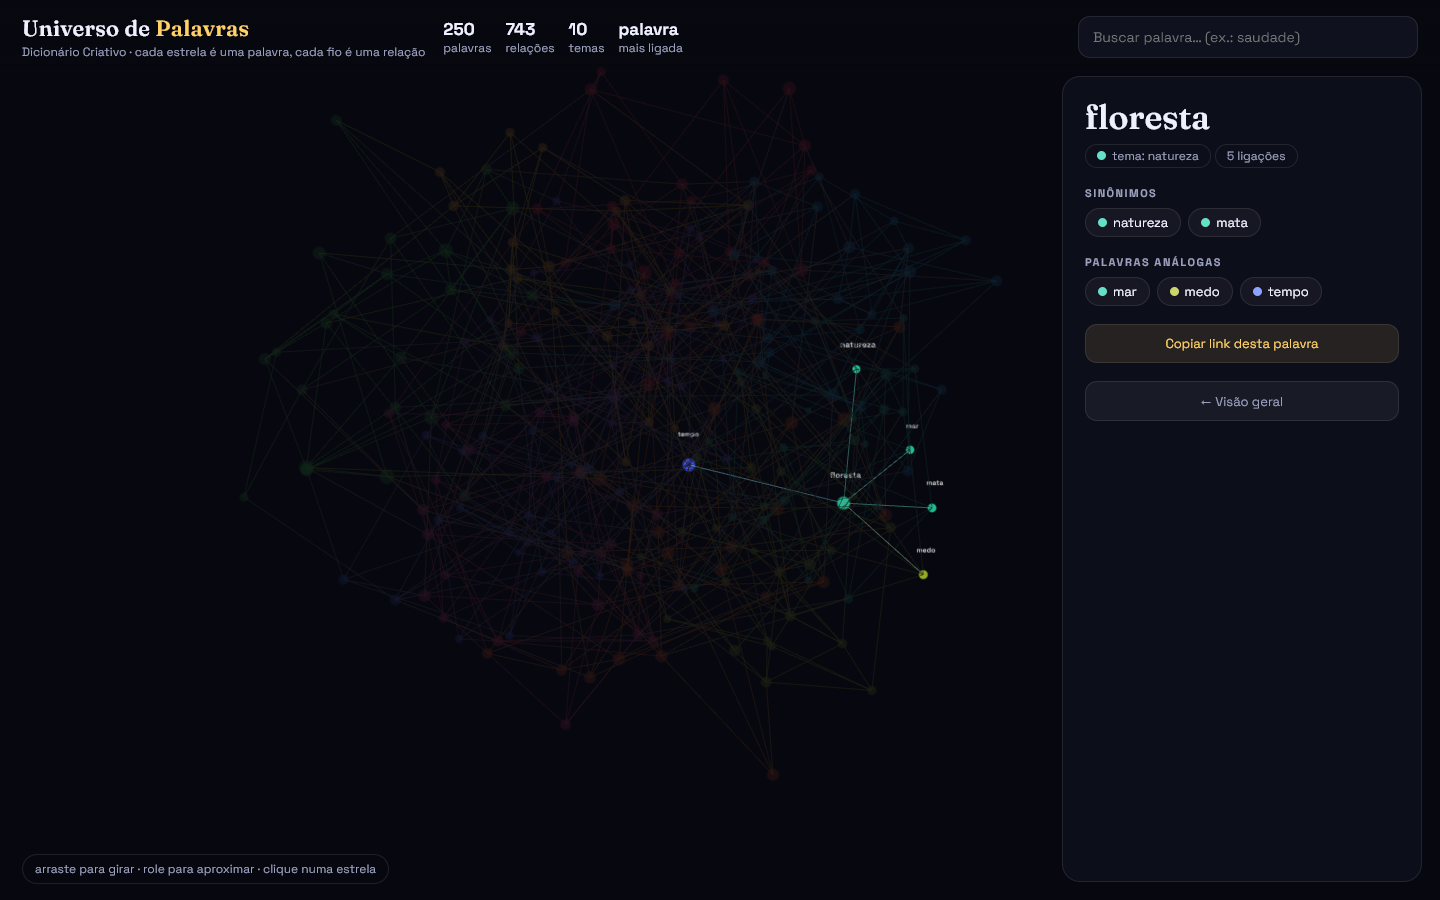 Universo de Palavras
Dicionário Criativo · cada estrela é uma palavra, cada fio é uma relação
250
palavras
743
relações
10
temas
palavra
mais ligada
Buscar palavra... (ex.: saudade)
floresta
tema: natureza
5 ligações
SINÔNIMOS
natureza
mata
PALAVRAS ANÁLOGAS
mar
medo
tempo
Copiar link desta palavra
← Visão geral
natureza
mar
tempo
floresta
mata
medo
arraste para girar · role para aproximar · clique numa estrela